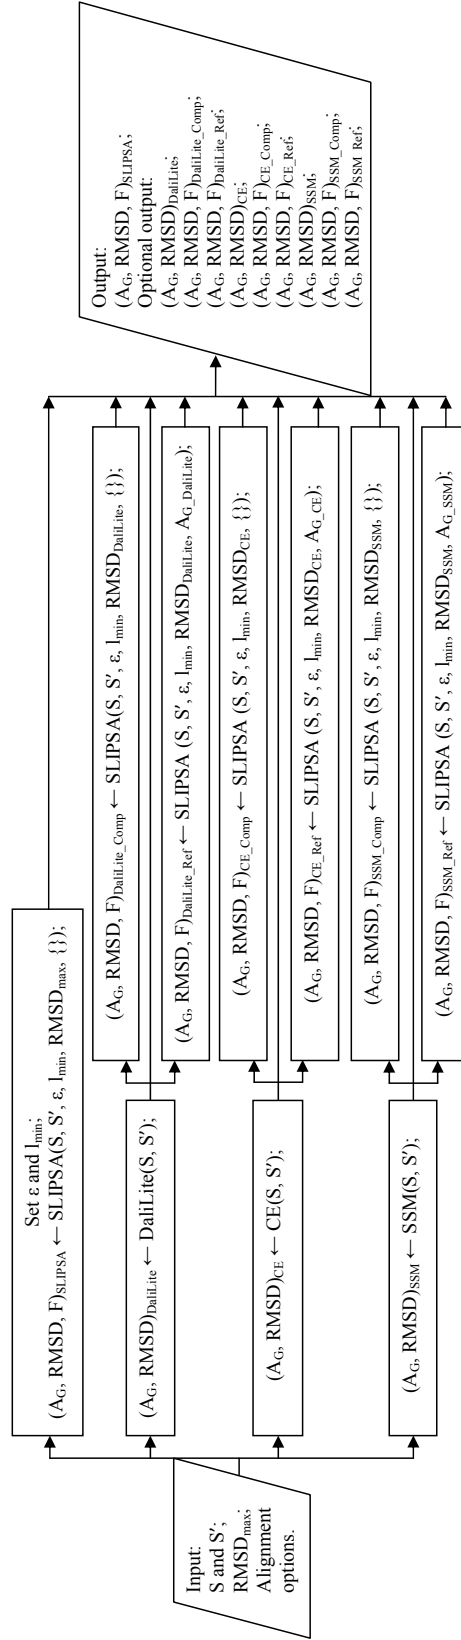 Input:
S and S′;
RMSDmax;
Alignment
options.
Set ε and lmin;
(AG, RMSD, F)SLIPSA ← SLIPSA(S, S′, ε, lmin, RMSDmax, {});
(AG, RMSD)DaliLite ← DaliLite(S, S′);
(AG, RMSD)CE ← CE(S, S′);
(AG, RMSD)SSM ← SSM(S, S′);
(AG, RMSD, F)DaliLite_Comp ← SLIPSA(S, S′, ε, lmin, RMSDDaliLite, {});
(AG, RMSD, F)DaliLite_Ref ← SLIPSA (S, S′, ε, lmin, RMSDDaliLite, AG_DaliLite);
(AG, RMSD, F)CE_Comp ← SLIPSA (S, S′, ε, lmin, RMSDCE, {});
(AG, RMSD, F)CE_Ref ← SLIPSA (S, S′, ε, lmin, RMSDCE, AG_CE);
(AG, RMSD, F)SSM_Comp ← SLIPSA (S, S′, ε, lmin, RMSDSSM, {});
(AG, RMSD, F)SSM_Ref ← SLIPSA (S, S′, ε, lmin, RMSDSSM, AG_SSM);
Output:
(AG, RMSD, F)SLIPSA;
Optional output:
(AG, RMSD)DaliLite;
(AG, RMSD, F)DaliLite_Comp;
(AG, RMSD, F)DaliLite_Ref;
(AG, RMSD)CE;
(AG, RMSD, F)CE_Comp;
(AG, RMSD, F)CE_Ref;
(AG, RMSD)SSM;
(AG, RMSD, F)SSM_Comp;
(AG, RMSD, F)SSM_Ref;